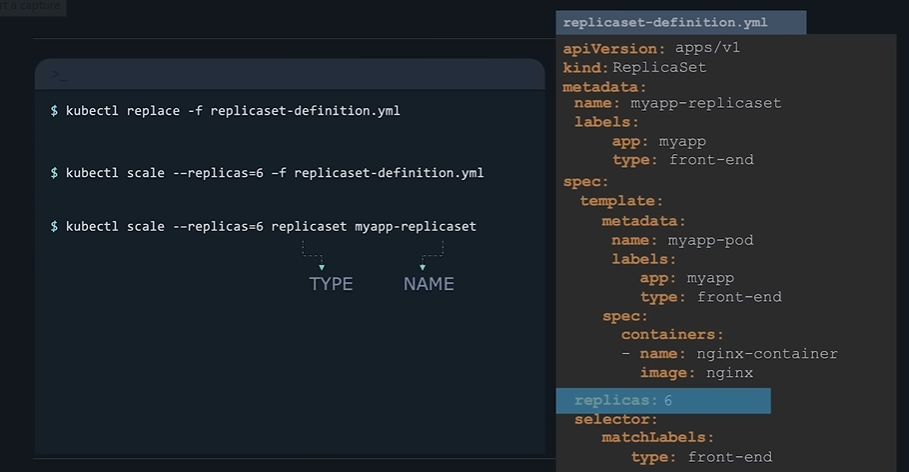 t a capture
>_
$ kubectl replace -f replicaset-definition.yml
$ kubectl scale --replicas=6 -f replicaset-definition.yml
$ kubectl scale --replicas=6 replicaset myapp-replicaset
TYPE NAME
replicaset-definition.yml
apiVersion: apps/v1
kind: ReplicaSet
metadata:
name: myapp-replicaset
labels:
app: myapp
type: front-end
spec:
template:
metadata:
name: myapp-pod
labels:
app: myapp
type: front-end
spec:
containers:
- name: nginx-container
image: nginx
replicas: 6
selector:
matchLabels:
type: front-end